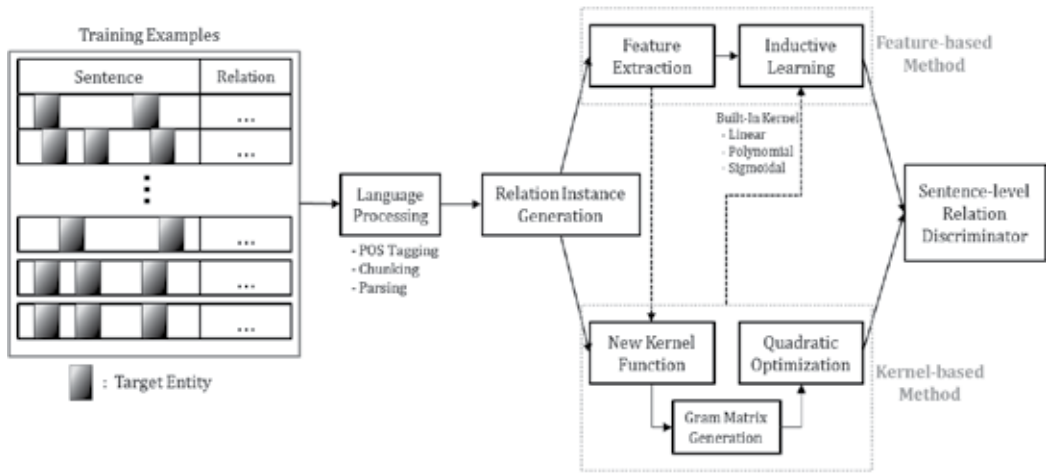 Training Examples
Sentence
Relation
...
...
...
...
...
: Target Entity
Language
Processing
- POS Tagging
- Chunking
- Parsing
Relation Instance
Generation
Feature
Extraction
Inductive
Learning
Feature-based
Method
Built-In Kernel
- Linear
- Polynomial
- Sigmoidal
New Kernel
Function
Quadratic
Optimization
Gram Matrix
Generation
Kernel-based
Method
Sentence-level
Relation
Discriminator